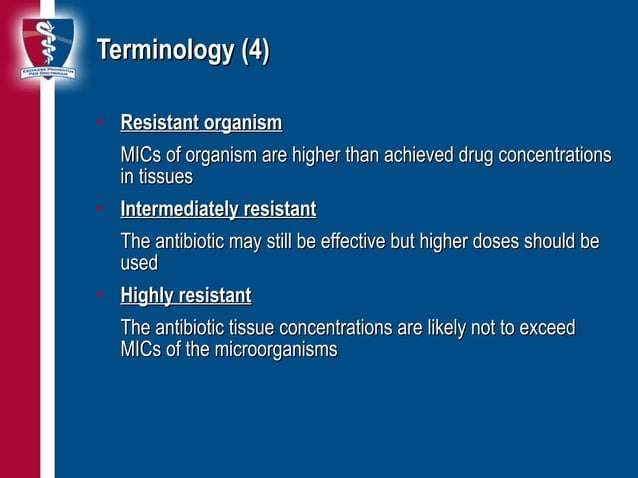 Terminology (4)
• Resistant organism
MICs of organism are higher than achieved drug concentrations
in tissues
• Intermediately resistant
The antibiotic may still be effective but higher doses should be
used
• Highly resistant
The antibiotic tissue concentrations are likely not to exceed
MICs of the microorganisms